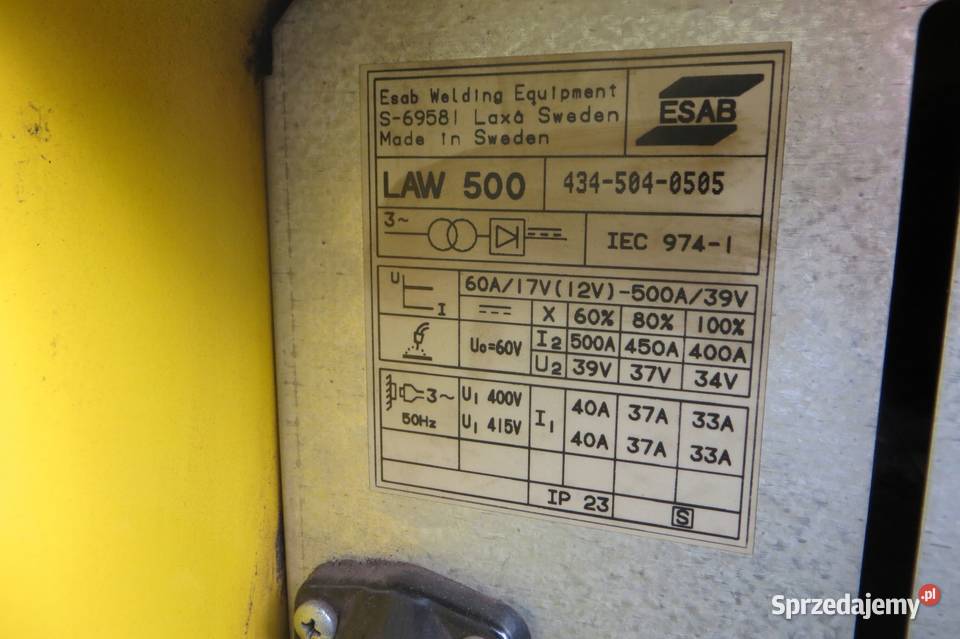 Esab Welding Equipment
S-69581 Laxå Sweden
Made in Sweden
ESAB
LAW 500
434-504-0505
3~
IEC 974-1
U
I
60A/17V(12V)-500A/39V
X 60% 80% 100%
U₀=60V
I₂ 500A 450A 400A
U₂ 39V 37V 34V
3~
50Hz
U₁ 400V
U₁ 415V
I₁
40A 37A 33A
40A 37A 33A
IP 23
S
Sprzedajemy.pl